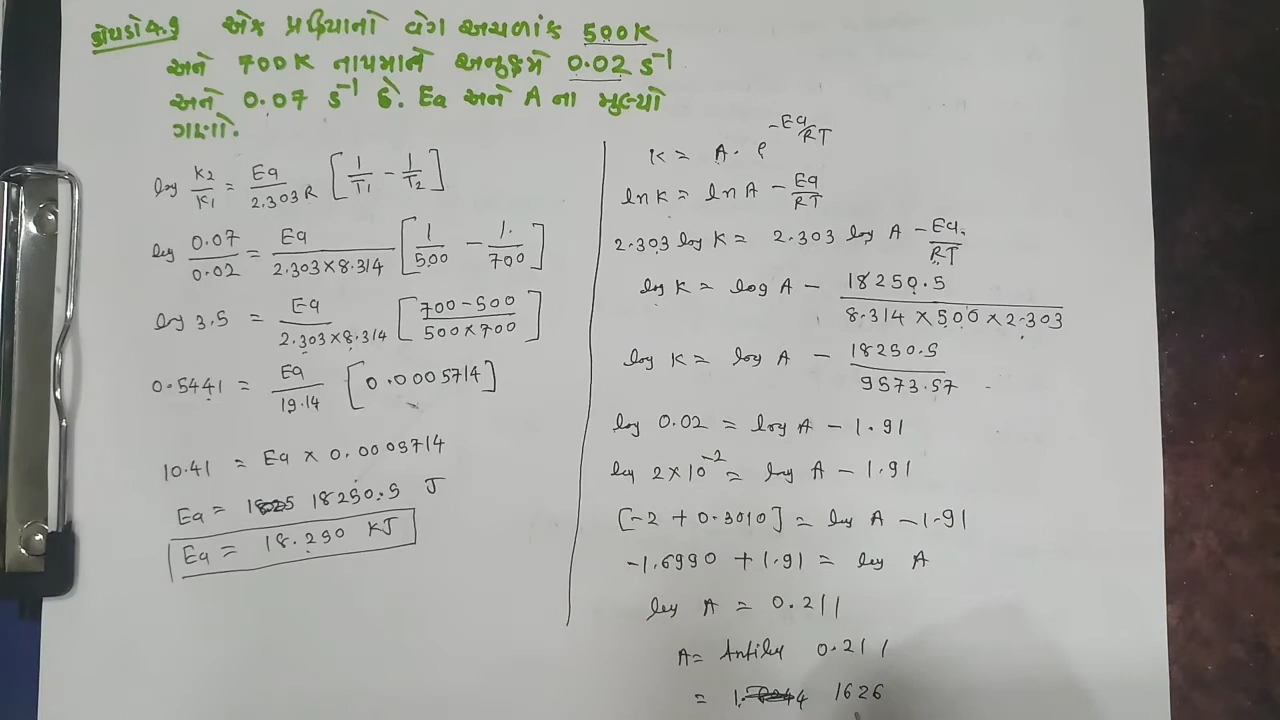 કોયડો 4.9 એક પ્રક્રિયાનો વેગ અચળાંક 500K
અને 700K તાપમાને અનુક્રમે 0.02 s⁻¹
અને 0.07 s⁻¹ છે. Ea અને A ના મુલ્યો
ગણો.
log K₂/K₁ = Ea/2.303R [1/T₁ − 1/T₂]
log 0.07/0.02 = Ea/2.303×8.314 [1/500 − 1/700]
log 3.5 = Ea/2.303×8.314 [700−500/500×700]
0.5441 = Ea/19.14 [0.0005714]
10.41 = Ea × 0.0005714
Ea = 18250.5 J
Ea = 18.250 KJ
K = A. e^−Ea/RT
ln K = ln A − Ea/RT
2.303 log K = 2.303 log A − Ea/RT
log K = log A − 18250.5/8.314×500×2.303
log K = log A − 18250.5/9573.57
log 0.02 = log A − 1.91
log 2×10⁻² = log A − 1.91
[−2 + 0.3010] = log A − 1.91
−1.6990 + 1.91 = log A
log A = 0.211
A = Antilog 0.211
= 1626